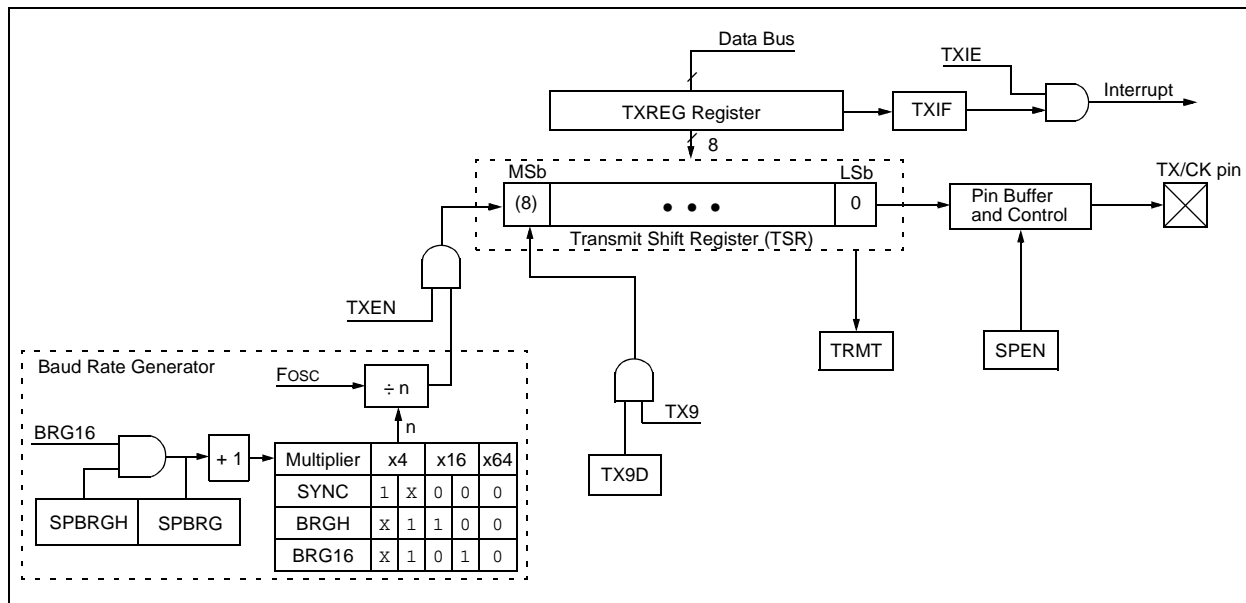 Data Bus
TXIE
Interrupt
TXREG Register
TXIF
8
MSb
LSb
TX/CK pin
(8)
• • •
0
Pin Buffer
and Control
Transmit Shift Register (TSR)
TXEN
TRMT
SPEN
Baud Rate Generator
FOSC
÷ n
TX9
n
BRG16
+ 1
TX9D
Multiplier x4 x16 x64
SYNC 1 X 0 0 0
BRGH X 1 1 0 0
BRG16 X 1 0 1 0
SPBRGH SPBRG